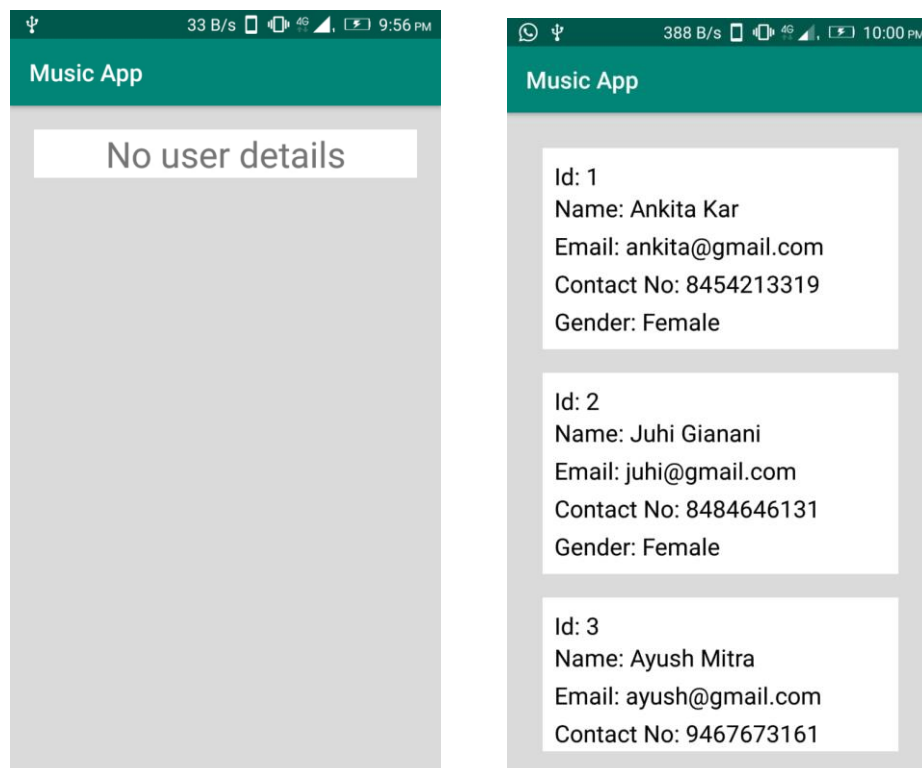 33 B/s 4G 9:56 PM
Music App
No user details
388 B/s 4G 10:00 PM
Music App
Id: 1
Name: Ankita Kar
Email: ankita@gmail.com
Contact No: 8454213319
Gender: Female
Id: 2
Name: Juhi Gianani
Email: juhi@gmail.com
Contact No: 8484646131
Gender: Female
Id: 3
Name: Ayush Mitra
Email: ayush@gmail.com
Contact No: 9467673161